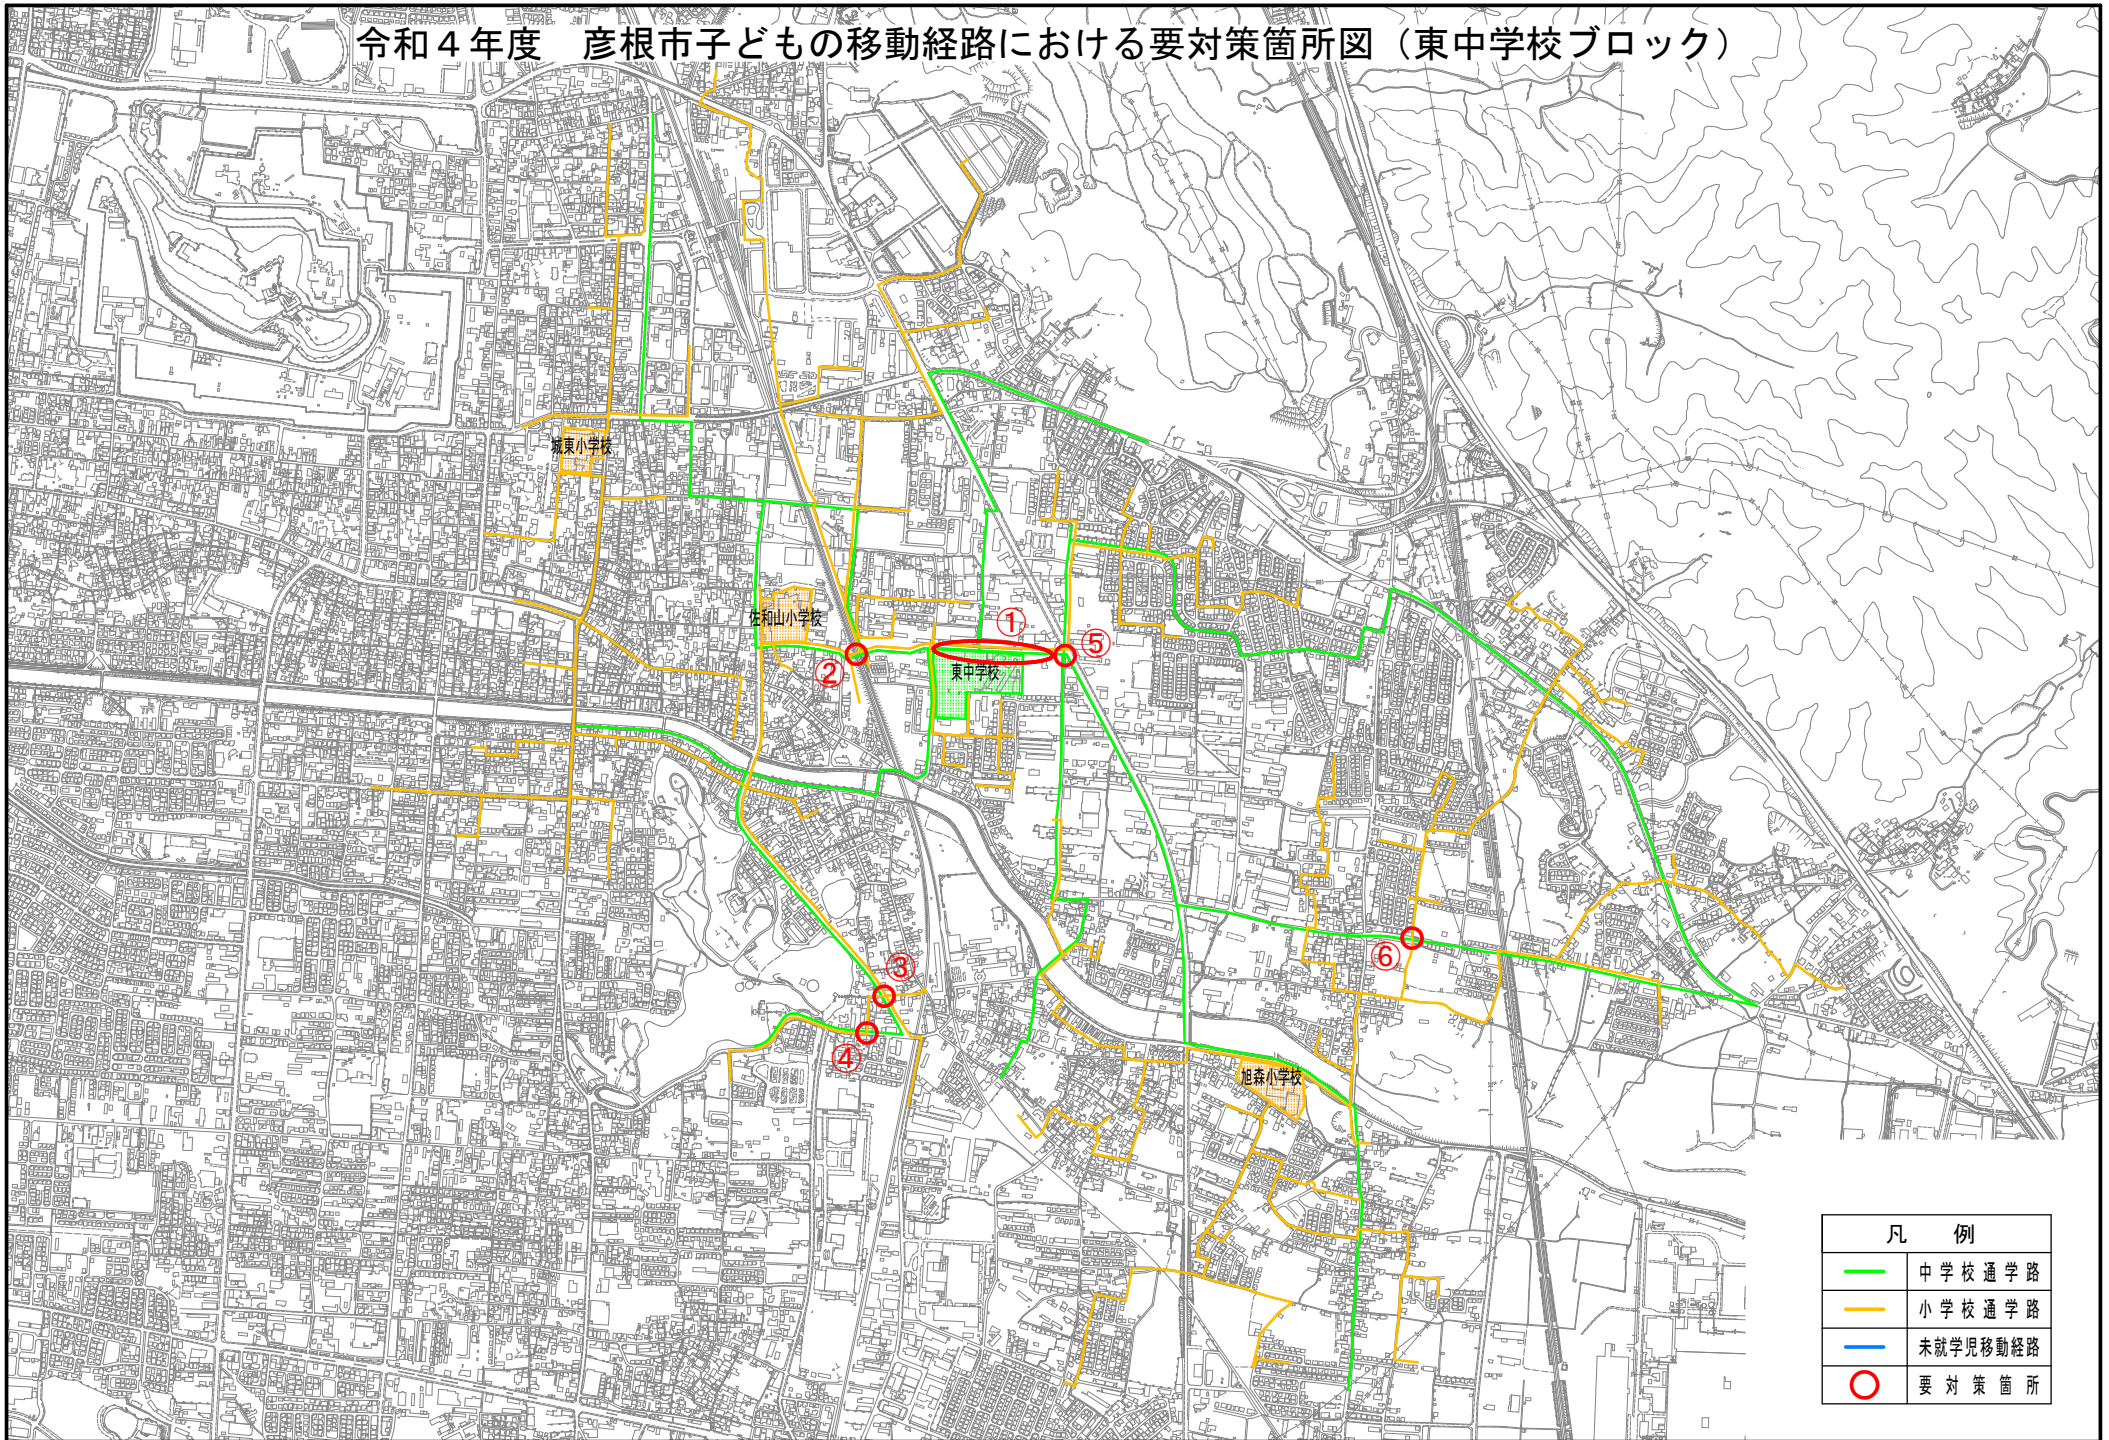 令和４年度　彦根市子どもの移動経路における要対策箇所図（東中学校ブロック）
城東小学校
佐和山小学校
①
⑤
②
東中学校
③
⑥
④
旭森小学校
凡　例
中学校通学路
小学校通学路
未就学児移動経路
要対策箇所